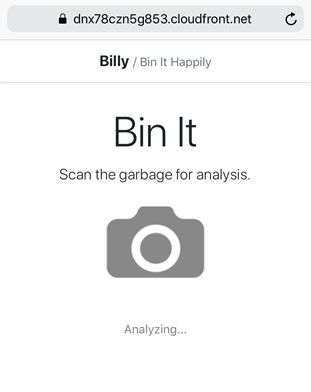 dnx78czn5g853.cloudfront.net
Billy / Bin It Happily
Bin It
Scan the garbage for analysis.
Analyzing...